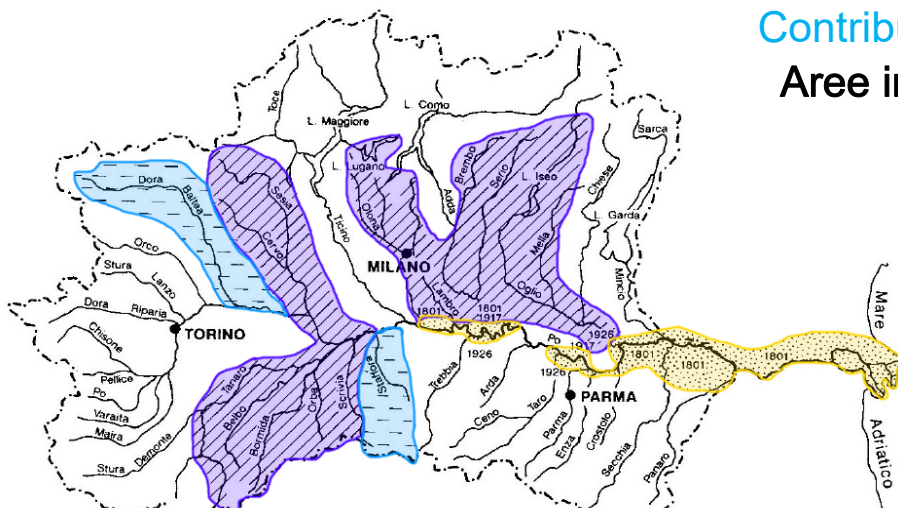 Contribu
Aree in
Toce
L. Maggiore
L. Como
Sarca
L. Lugano
Brembo
Serio
L. Iseo
Chiese
Dora
Baltea
Sesia
Cervo
Ticino
Olona
Adda
Mella
L. Garda
Mincio
Orco
MILANO
Stura
Lanzo
Lambro
Oglio
Dora
Riparia
TORINO
1801
1801
1917
1926
Mare
Chisone
1926
Po
1917
1801
1801
1801
1926
Pellice
Po
Varaita
Maira
Stura
Demonte
Tanaro
Belbo
Bormida
Orba
Scrivia
Staffora
Trebbia
Arda
Ceno
Taro
PARMA
Parma
Enza
Crostolo
Secchia
Panaro
Adriatico